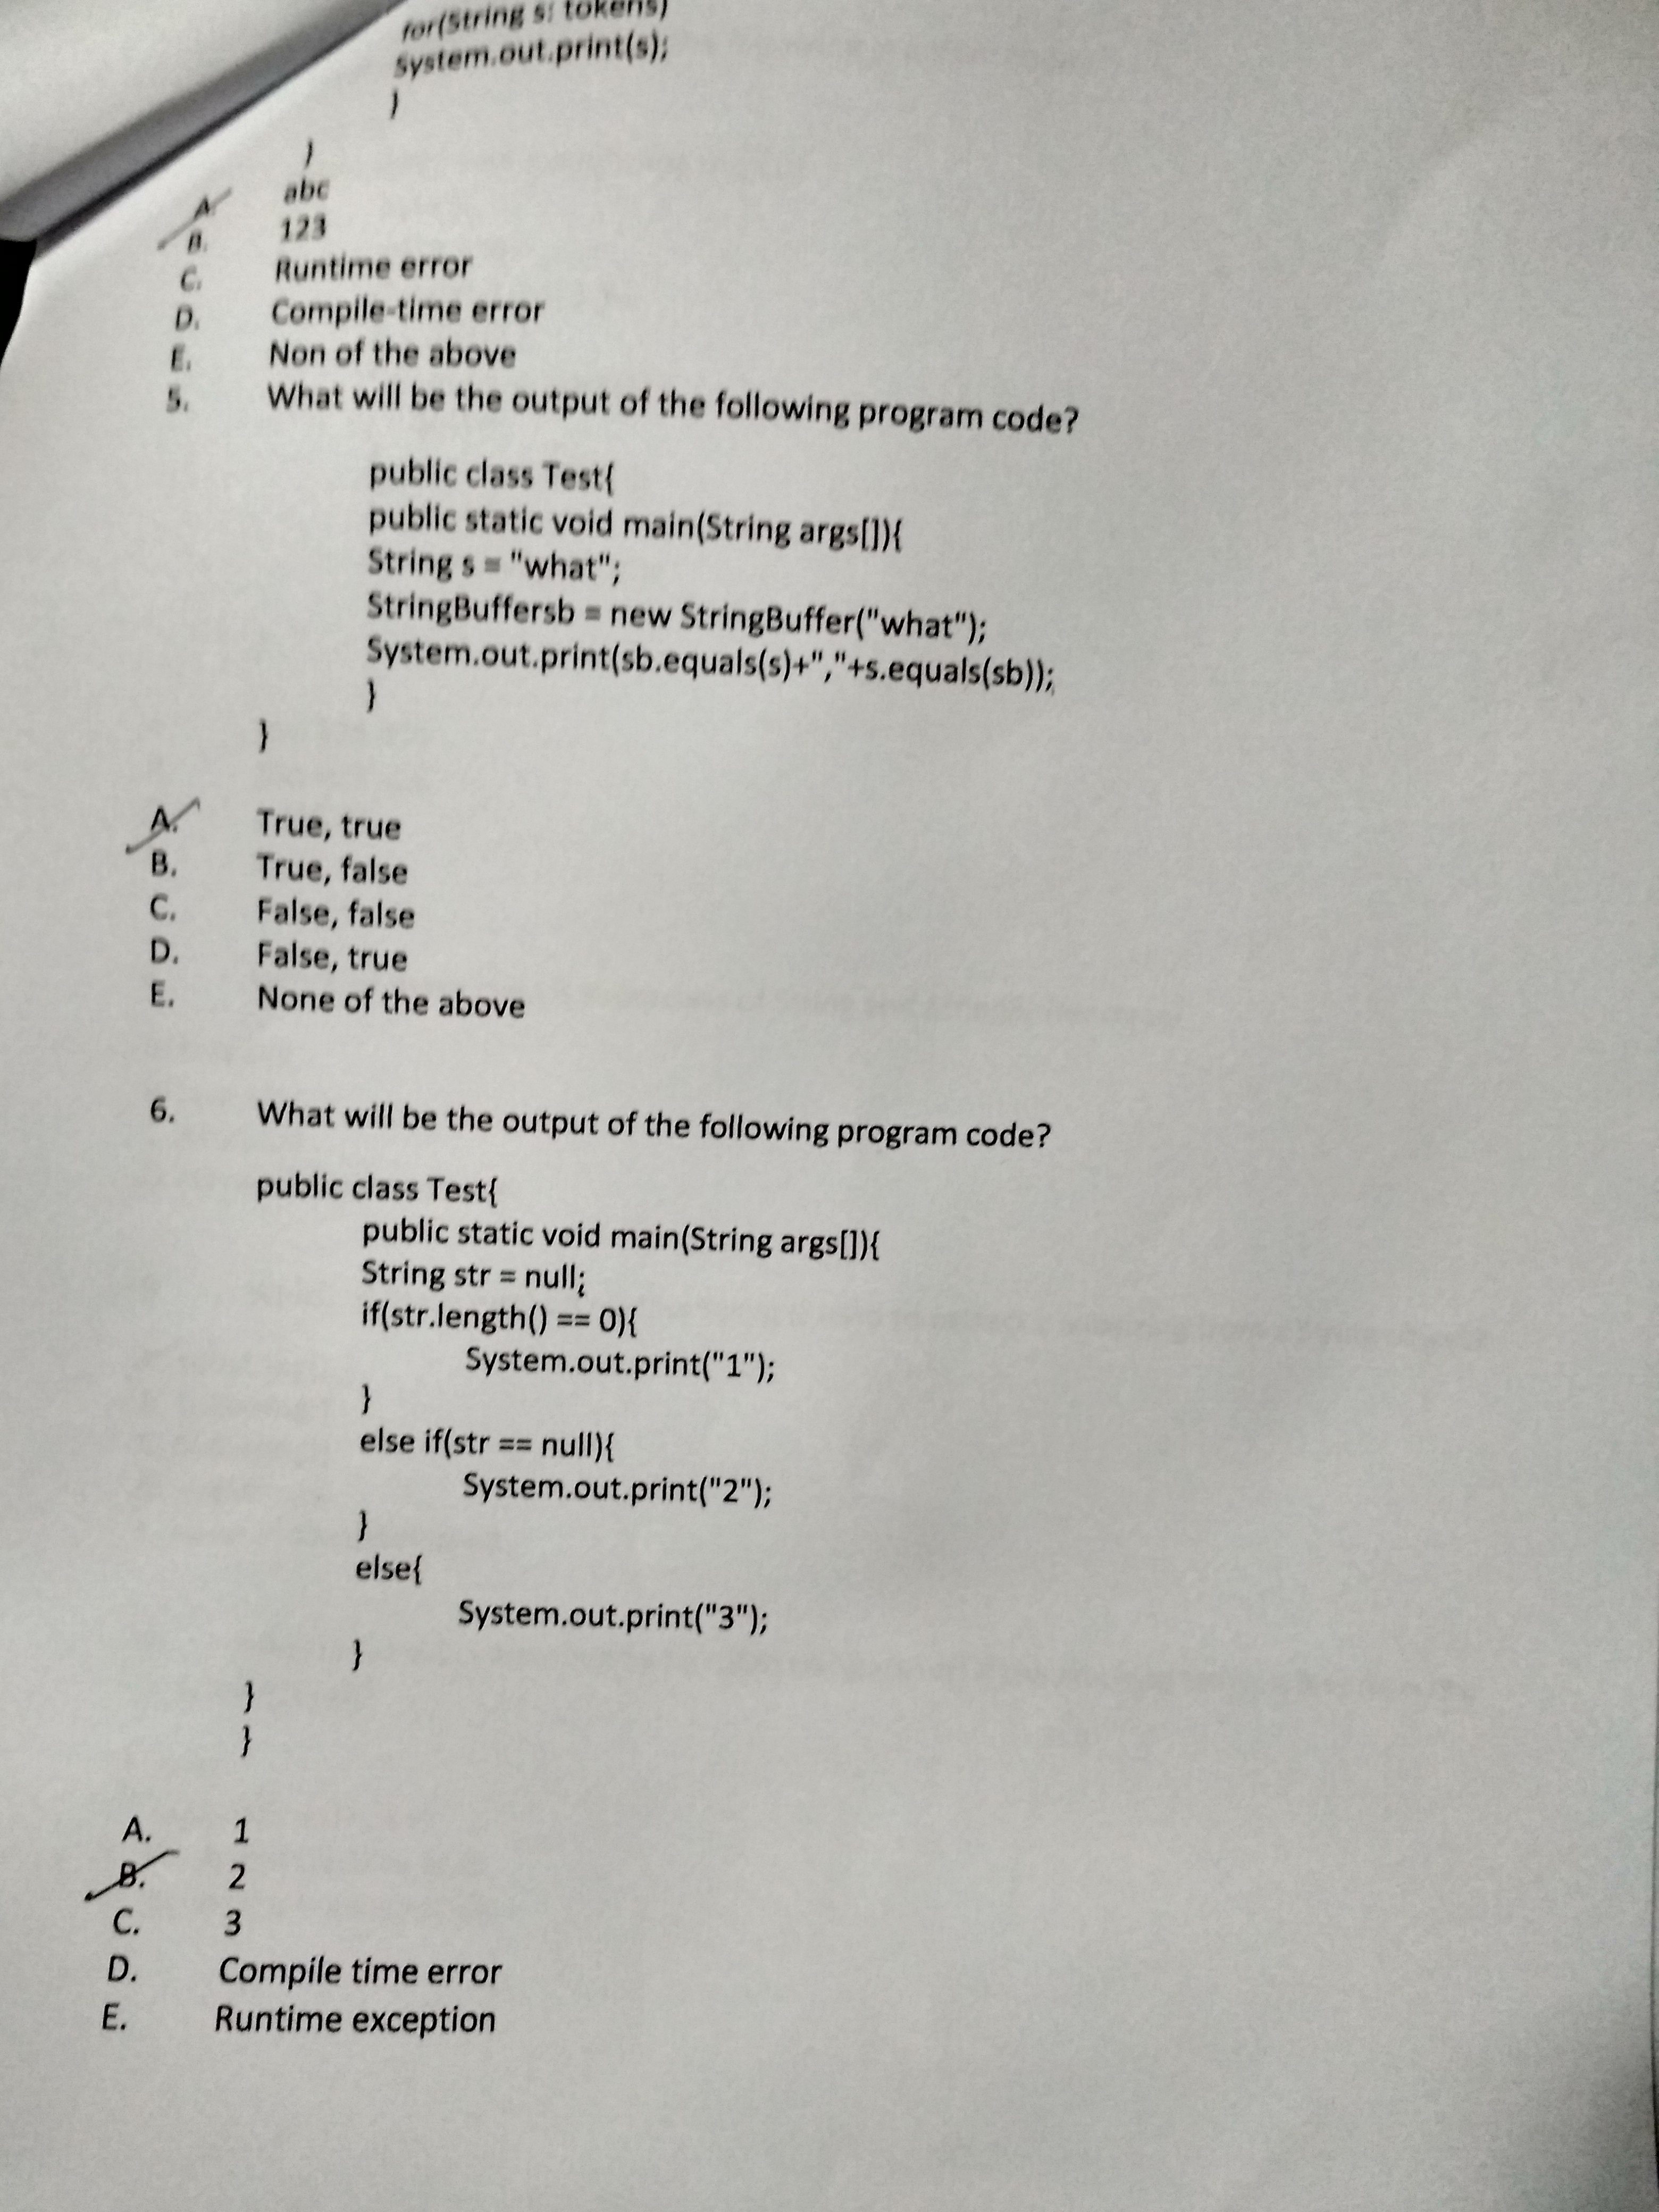 for(String s: tokens)
System.out.print(s);
}
}
A. abc
B. 123
C. Runtime error
D. Compile-time error
E. Non of the above
5. What will be the output of the following program code?
public class Test{
public static void main(String args[]){
String s = "what";
StringBuffersb = new StringBuffer("what");
System.out.print(sb.equals(s)+","+s.equals(sb));
}
}
A. True, true
B. True, false
C. False, false
D. False, true
E. None of the above
6. What will be the output of the following program code?
public class Test{
public static void main(String args[]){
String str = null;
if(str.length() == 0){
System.out.print("1");
}
else if(str == null){
System.out.print("2");
}
else{
System.out.print("3");
}
}
}
A. 1
B. 2
C. 3
D. Compile time error
E. Runtime exception